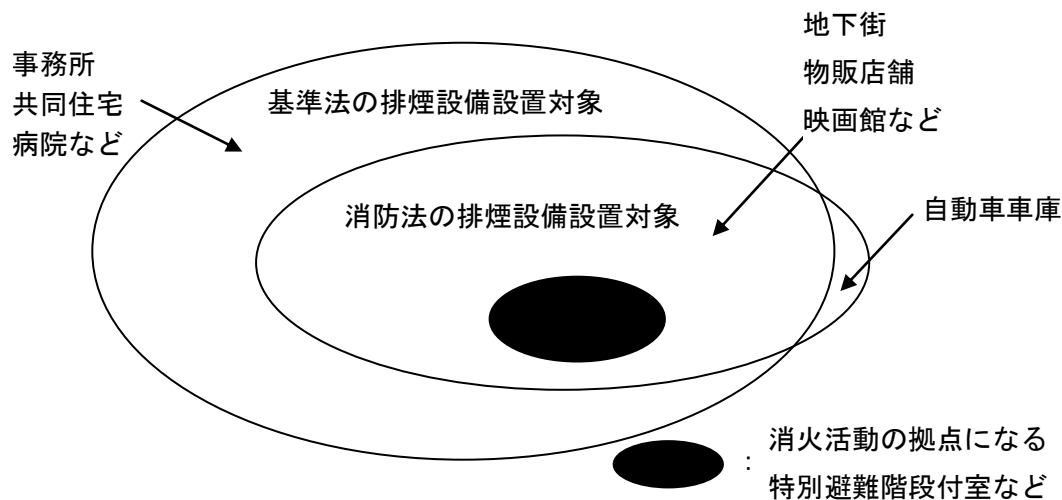 事務所
共同住宅
病院など
基準法の排煙設備設置対象
地下街
物販店舗
映画館など
消防法の排煙設備設置対象
自動車車庫
：
消火活動の拠点になる
特別避難階段付室など